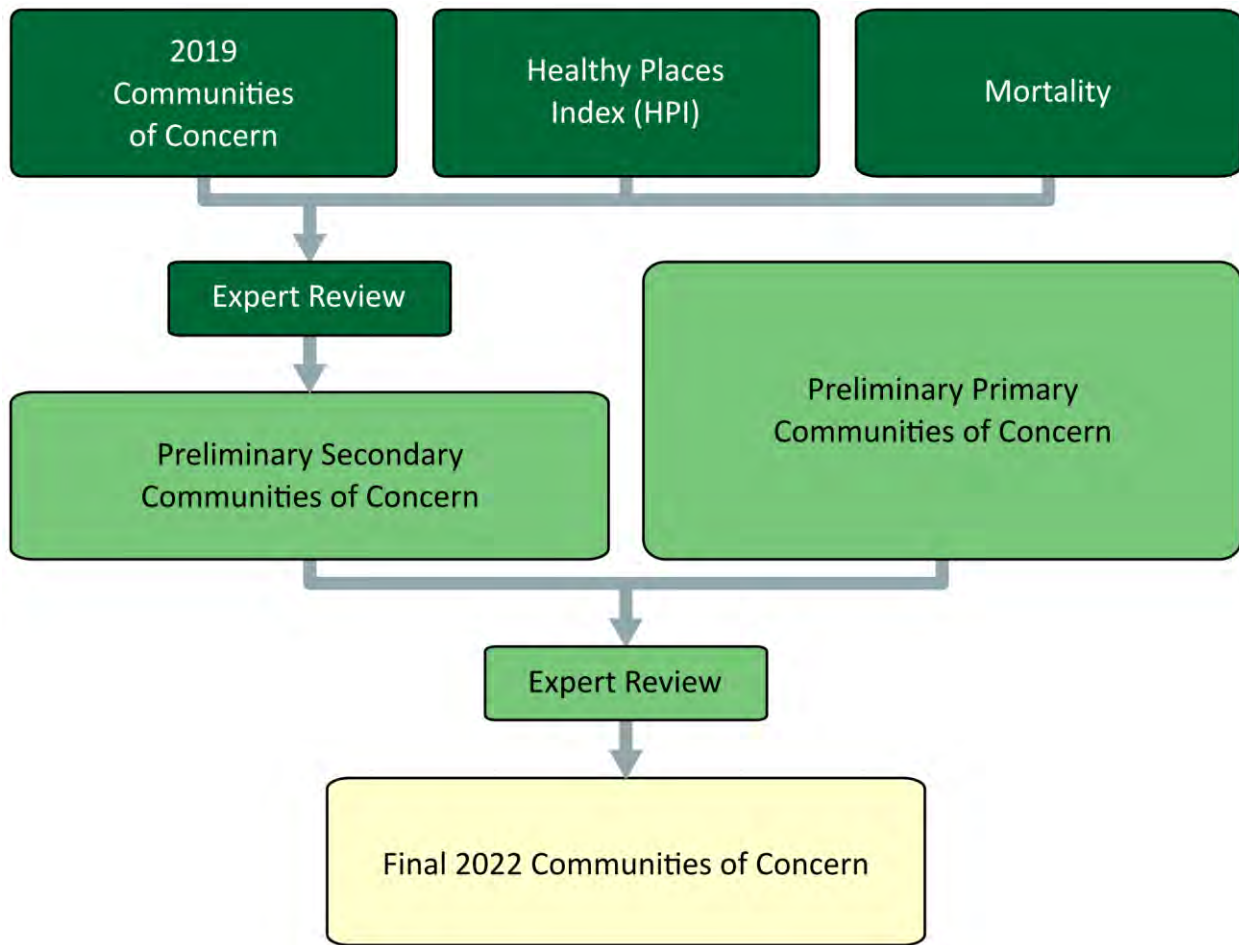 2019
Communities
of Concern
Healthy Places
Index (HPI)
Mortality
Expert Review
Preliminary Secondary
Communities of Concern
Preliminary Primary
Communities of Concern
Expert Review
Final 2022 Communities of Concern